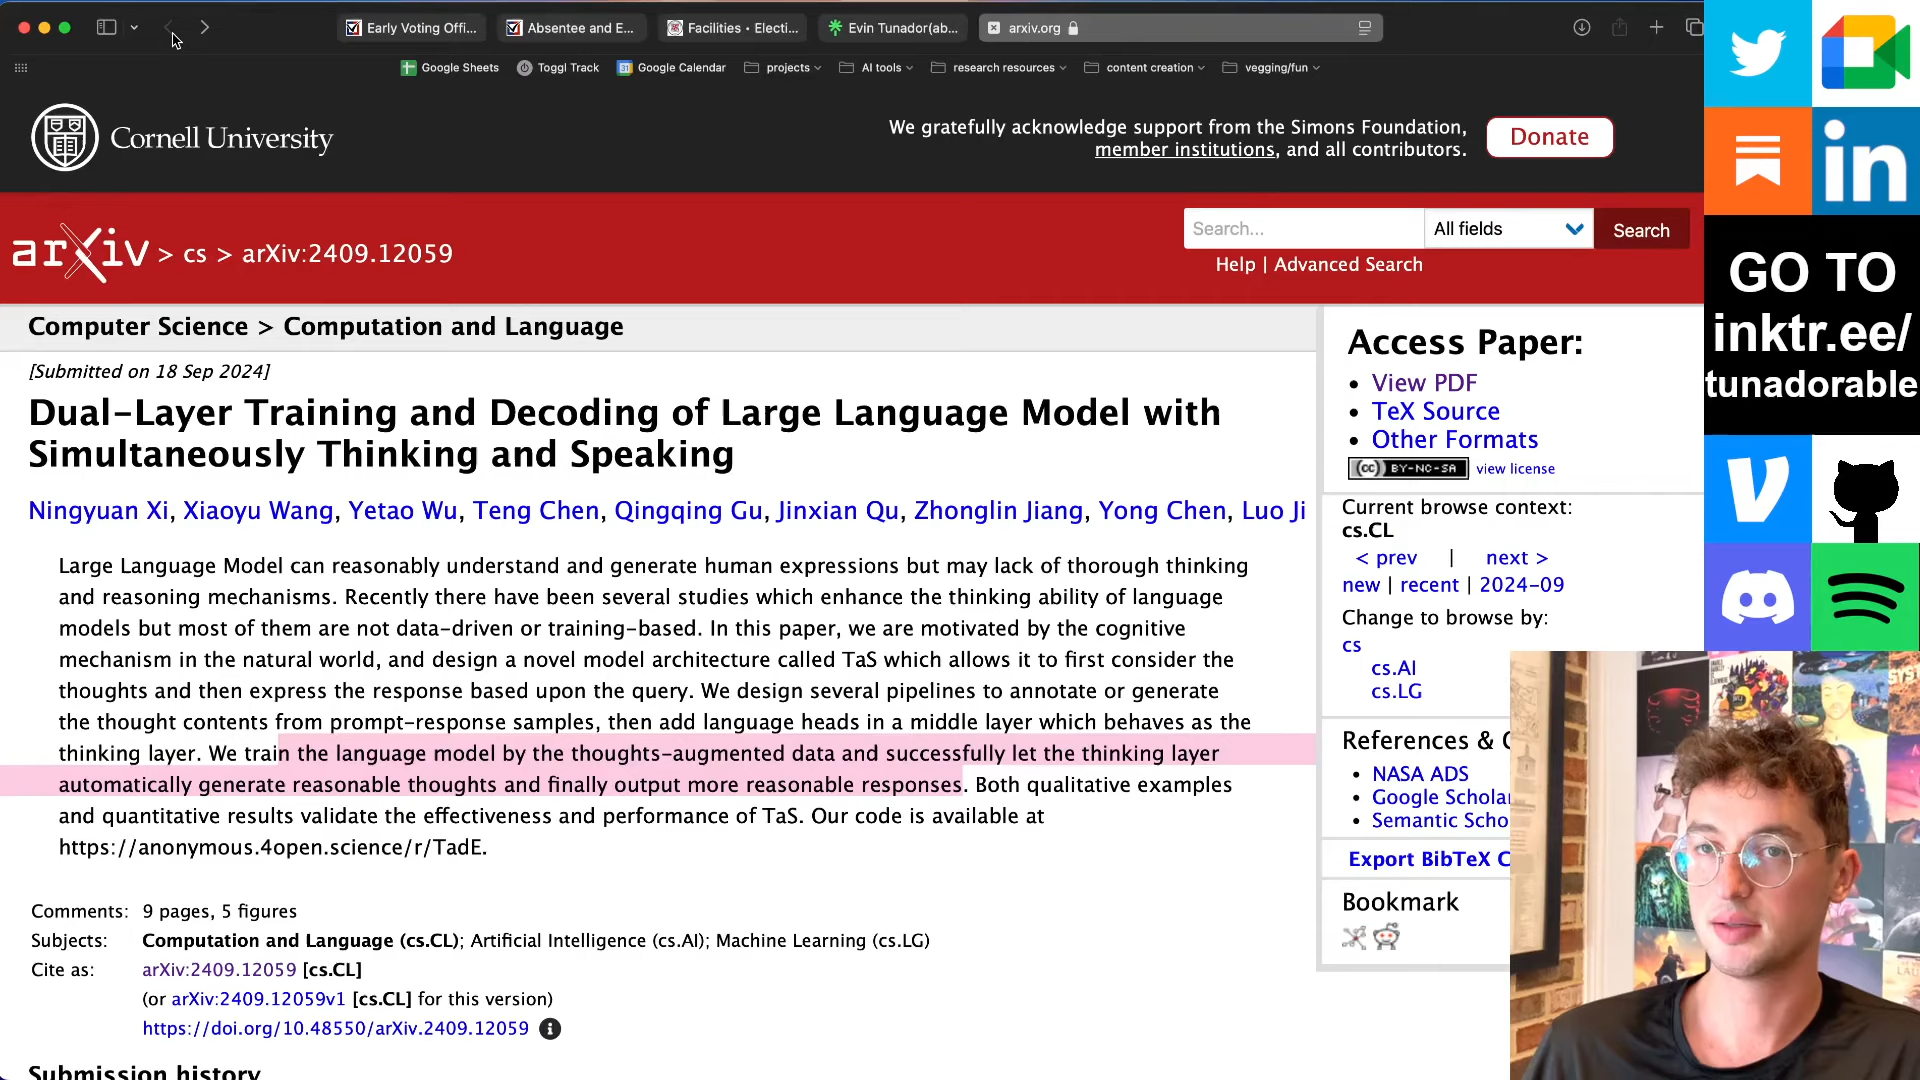 Early Voting Offi...
Absentee and E...
Facilities • Electi...
Evin Tunador(ab...
arxiv.org
Google Sheets
Toggl Track
Google Calendar
projects
AI tools
research resources
content creation
vegging/fun
Cornell University
We gratefully acknowledge support from the Simons Foundation,
member institutions, and all contributors.
Donate
arXiv > cs > arXiv:2409.12059
Search...
All fields
Search
Help | Advanced Search
Computer Science > Computation and Language
[Submitted on 18 Sep 2024]
Dual-Layer Training and Decoding of Large Language Model with
Simultaneously Thinking and Speaking
Ningyuan Xi, Xiaoyu Wang, Yetao Wu, Teng Chen, Qingqing Gu, Jinxian Qu, Zhonglin Jiang, Yong Chen, Luo Ji
Large Language Model can reasonably understand and generate human expressions but may lack of thorough thinking
and reasoning mechanisms. Recently there have been several studies which enhance the thinking ability of language
models but most of them are not data-driven or training-based. In this paper, we are motivated by the cognitive
mechanism in the natural world, and design a novel model architecture called TaS which allows it to first consider the
thoughts and then express the response based upon the query. We design several pipelines to annotate or generate
the thought contents from prompt-response samples, then add language heads in a middle layer which behaves as the
thinking layer. We train the language model by the thoughts-augmented data and successfully let the thinking layer
automatically generate reasonable thoughts and finally output more reasonable responses. Both qualitative examples
and quantitative results validate the effectiveness and performance of TaS. Our code is available at
https://anonymous.4open.science/r/TadE.
Comments: 9 pages, 5 figures
Subjects: Computation and Language (cs.CL); Artificial Intelligence (cs.AI); Machine Learning (cs.LG)
Cite as: arXiv:2409.12059 [cs.CL]
(or arXiv:2409.12059v1 [cs.CL] for this version)
https://doi.org/10.48550/arXiv.2409.12059
Submission history
Access Paper:
View PDF
TeX Source
Other Formats
(cc) BY-NC-SA view license
Current browse context:
cs.CL
< prev | next >
new | recent | 2024-09
Change to browse by:
cs
cs.AI
cs.LG
References & C
NASA ADS
Google Scholar
Semantic Scho
Export BibTeX C
Bookmark
in
GO TO
inktr.ee/
tunadorable